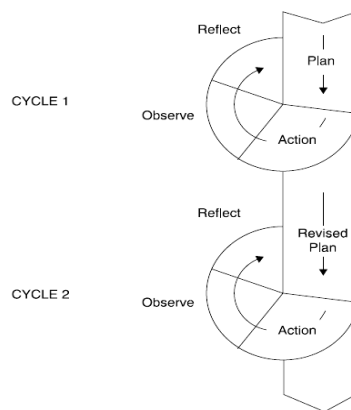 Reflect
Plan
CYCLE 1
Observe
Action
Reflect
Revised
Plan
CYCLE 2
Observe
Action